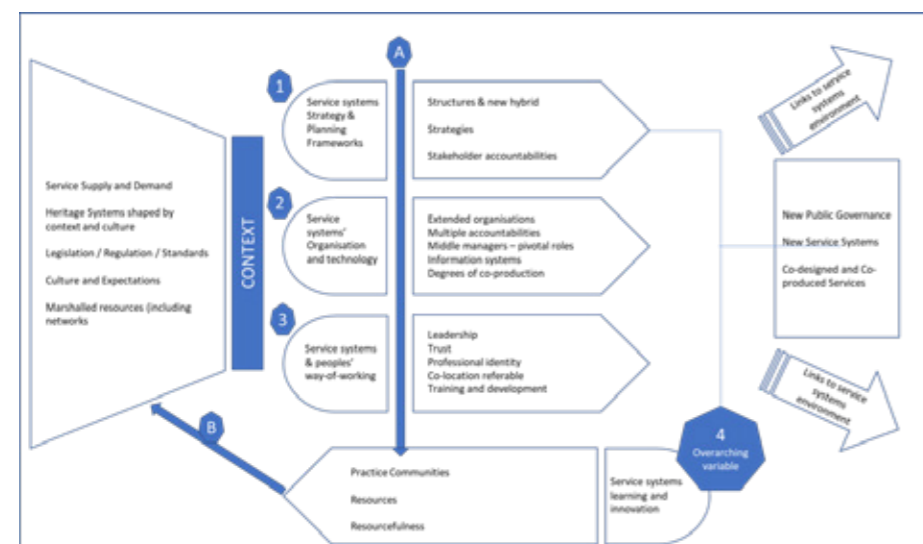 Service Supply and Demand
Heritage Systems shaped by
context and culture
Legislation / Regulation / Standards
Culture and Expectations
Marshalled resources (including
networks
CONTEXT
A
1
Service systems
Strategy &
Planning
Frameworks
Structures & new hybrid
Strategies
Stakeholder accountabilities
2
Service
systems'
Organisation
and technology
Extended organisations
Multiple accountabilities
Middle managers – pivotal roles
Information systems
Degrees of co-production
3
Service systems
& peoples'
way-of-working
Leadership
Trust
Professional identity
Co-location referable
Training and development
B
Practice Communities
Resources
Resourcefulness
Service systems
learning and
innovation
4
Overarching
variable
Links to service
systems
environment
New Public Governance
New Service Systems
Co-designed and Co-
produced Services
Links to service
systems
environment